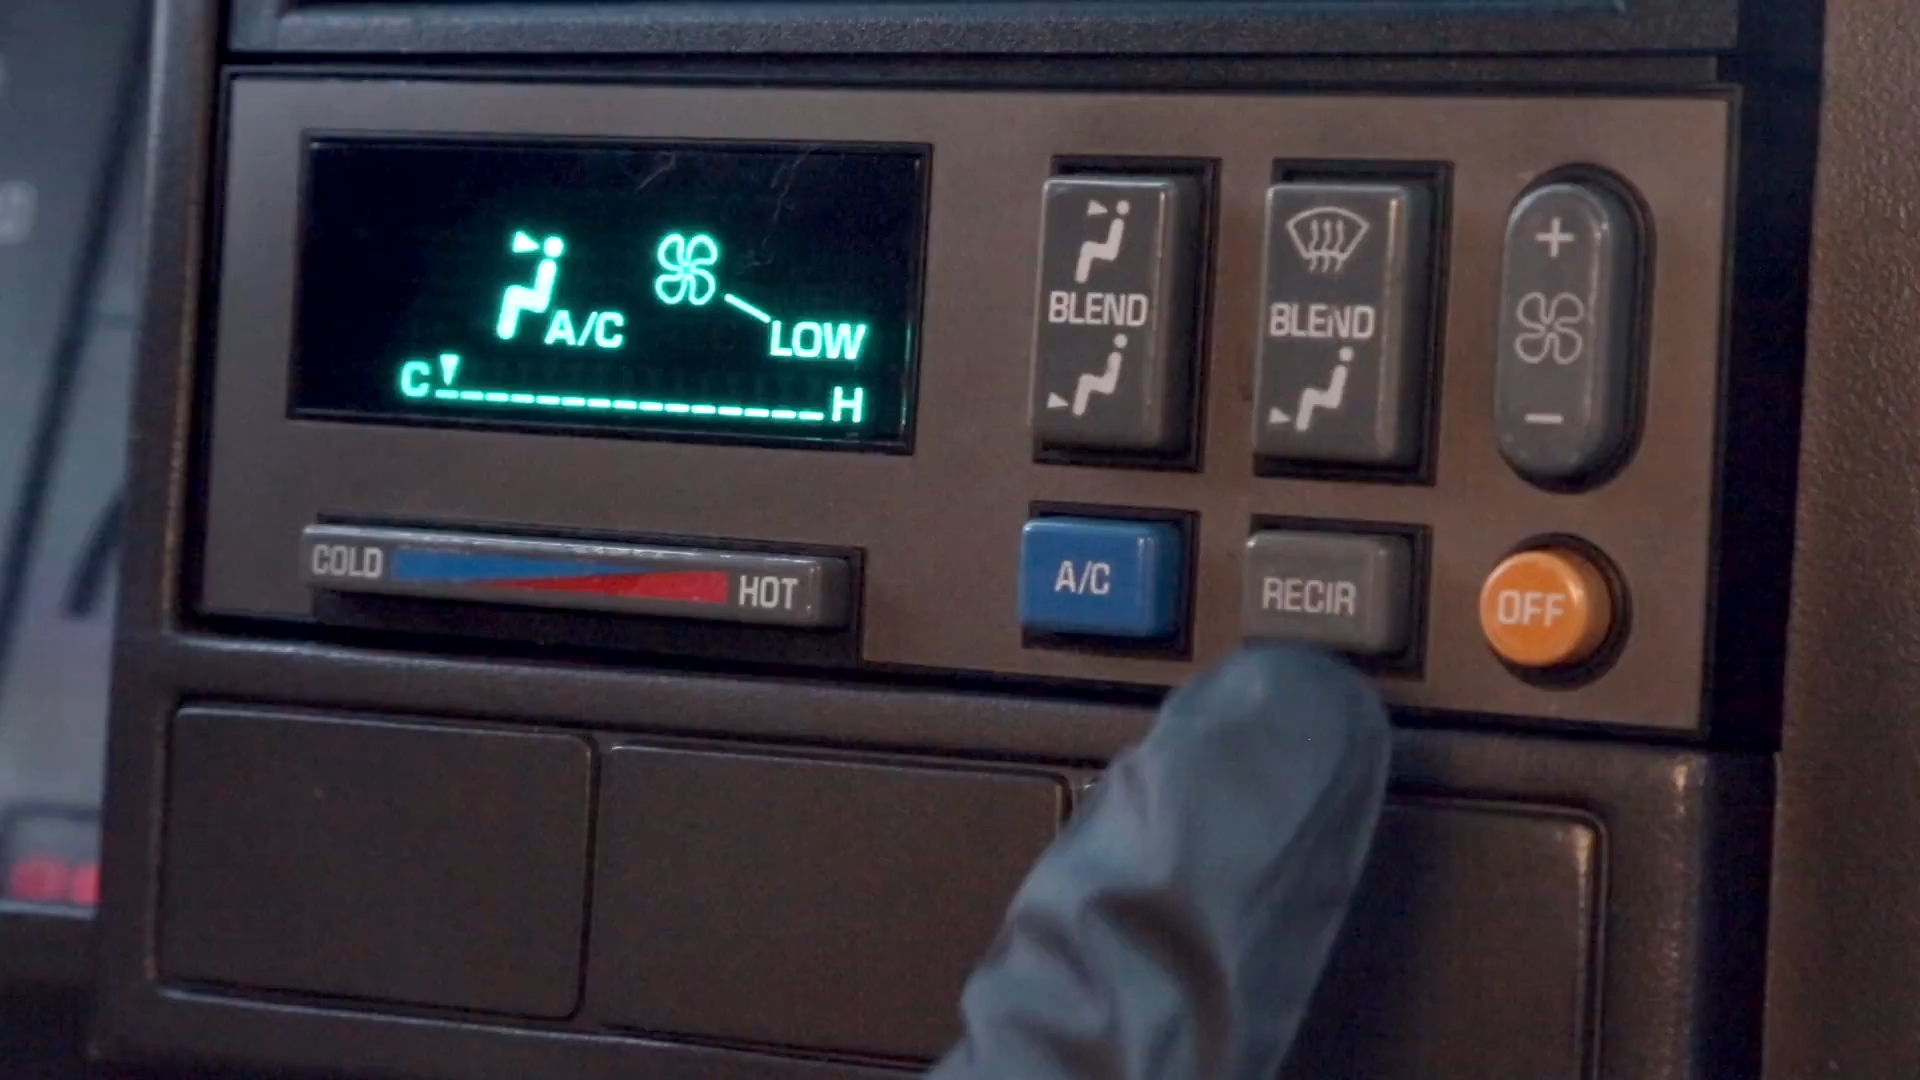 A/C
LOW
C
H
BLEND
BLEND
+
−
COLD
HOT
A/C
RECIR
OFF